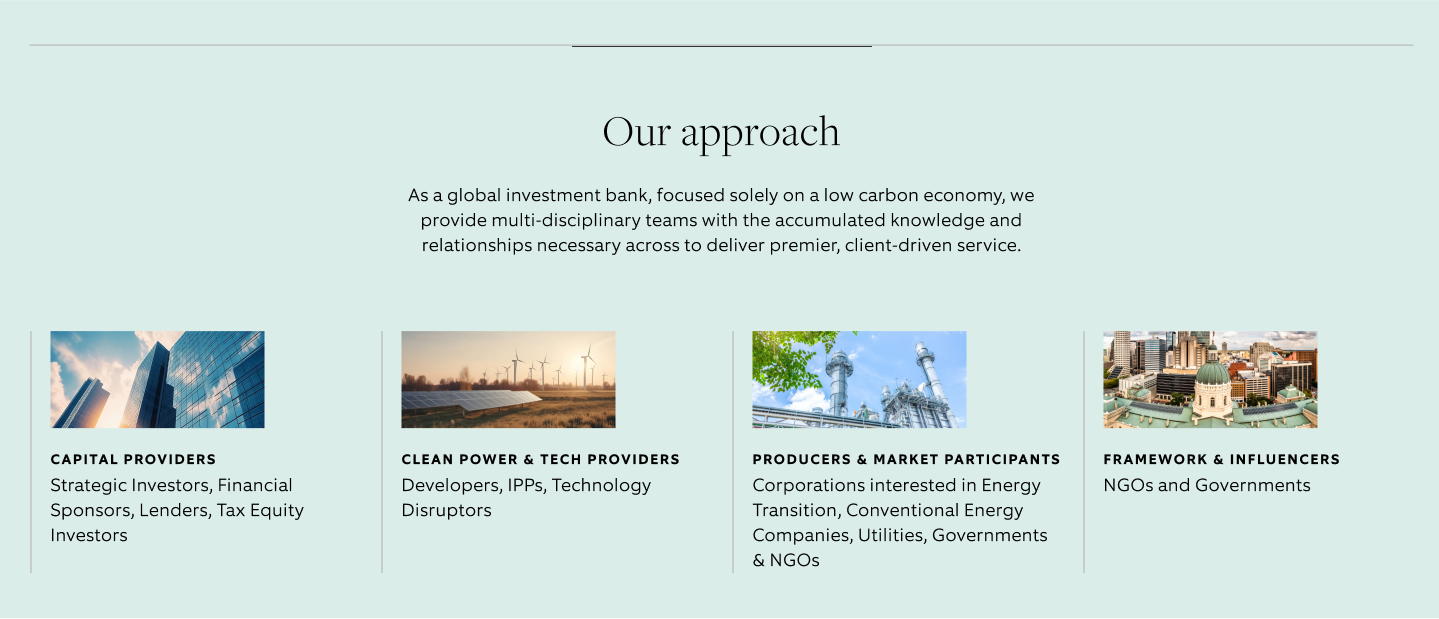 Our approach
As a global investment bank, focused solely on a low carbon economy, we
provide multi-disciplinary teams with the accumulated knowledge and
relationships necessary across to deliver premier, client-driven service.
CAPITAL PROVIDERS
Strategic Investors, Financial
Sponsors, Lenders, Tax Equity
Investors
CLEAN POWER & TECH PROVIDERS
Developers, IPPs, Technology
Disruptors
PRODUCERS & MARKET PARTICIPANTS
Corporations interested in Energy
Transition, Conventional Energy
Companies, Utilities, Governments
& NGOs
FRAMEWORK & INFLUENCERS
NGOs and Governments